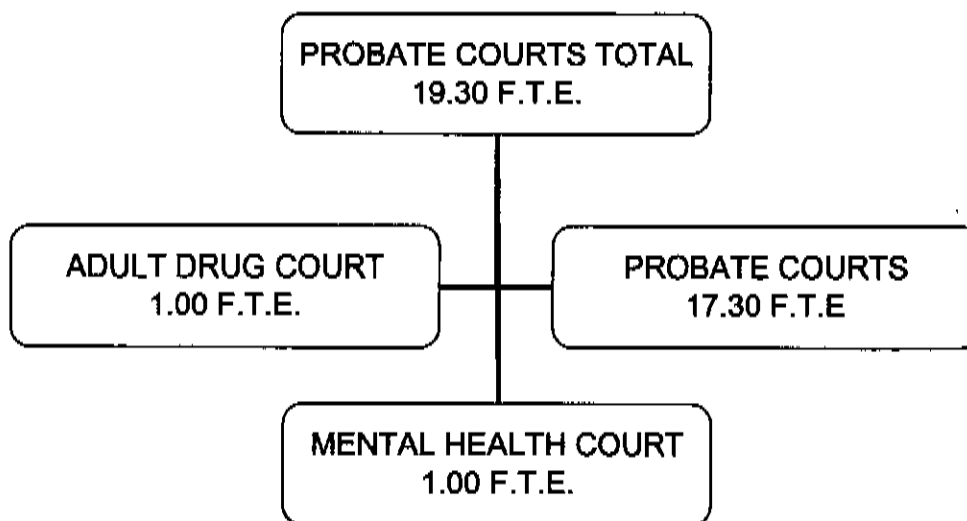 PROBATE COURTS TOTAL
19.30 F.T.E.
ADULT DRUG COURT
1.00 F.T.E.
PROBATE COURTS
17.30 F.T.E
MENTAL HEALTH COURT
1.00 F.T.E.